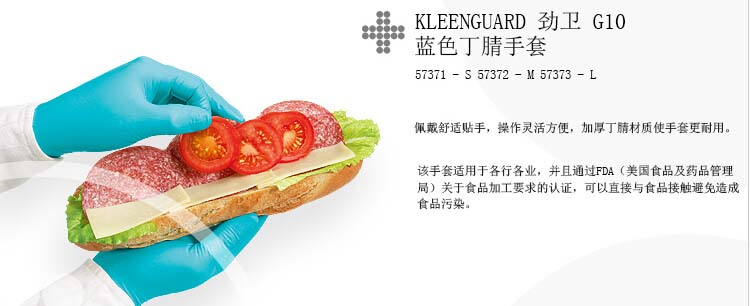 KLEENGUARD 劲卫 G10
蓝色丁腈手套
57371 - S 57372 - M 57373 - L
佩戴舒适贴手，操作灵活方便，加厚丁腈材质使手套更耐用。
该手套适用于各行各业，并且通过FDA（美国食品及药品管理
局）关于食品加工要求的认证，可以直接与食品接触避免造成
食品污染。